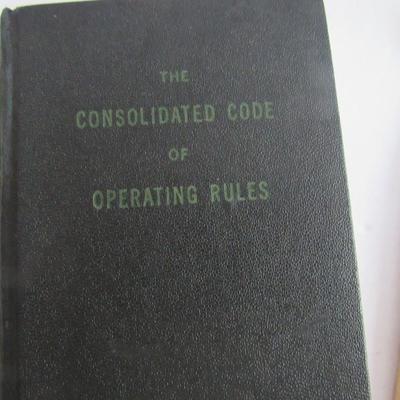 THE
CONSOLIDATED CODE
OF
OPERATING RULES